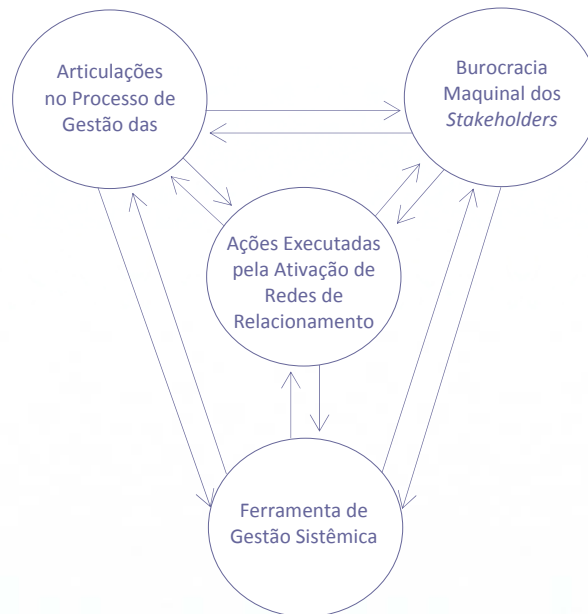 Articulações
no Processo de
Gestão das
Burocracia
Maquinal dos
Stakeholders
Ações Executadas
pela Ativação de
Redes de
Relacionamento
Ferramenta de
Gestão Sistêmica